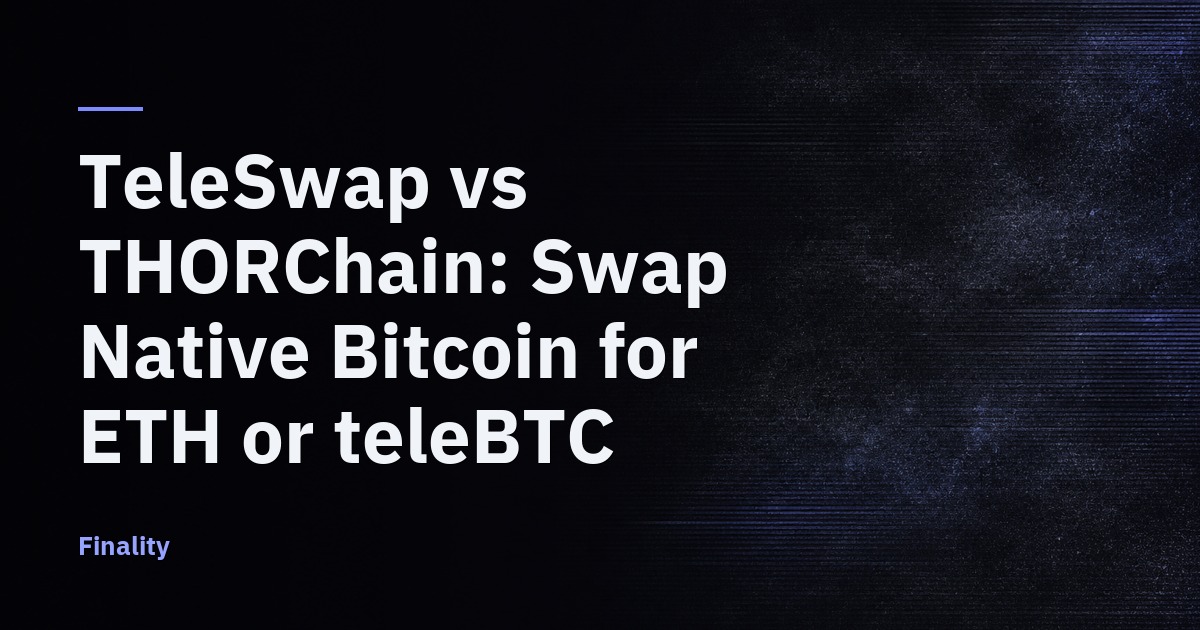 TeleSwap vs
THORChain: Swap
Native Bitcoin for
ETH or teleBTC
Finality